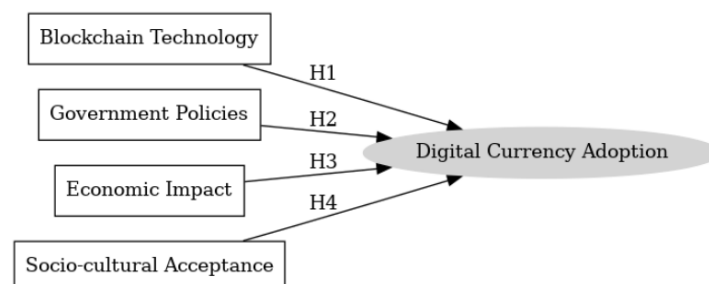 Blockchain Technology
H1
Government Policies
H2
Digital Currency Adoption
H3
Economic Impact
H4
Socio-cultural Acceptance